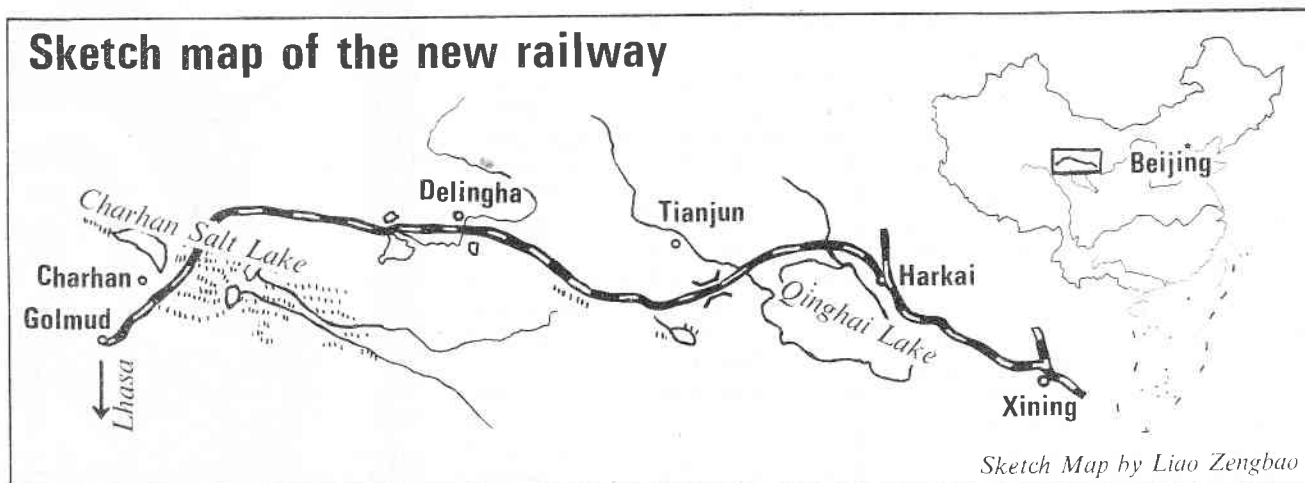 Sketch map of the new railway
Beijing
Delingha
Tianjun
Charhan Salt Lake
Charhan
Harkai
Golmud
Qinghai Lake
Lhasa
Xining
Sketch Map by Liao Zengbao